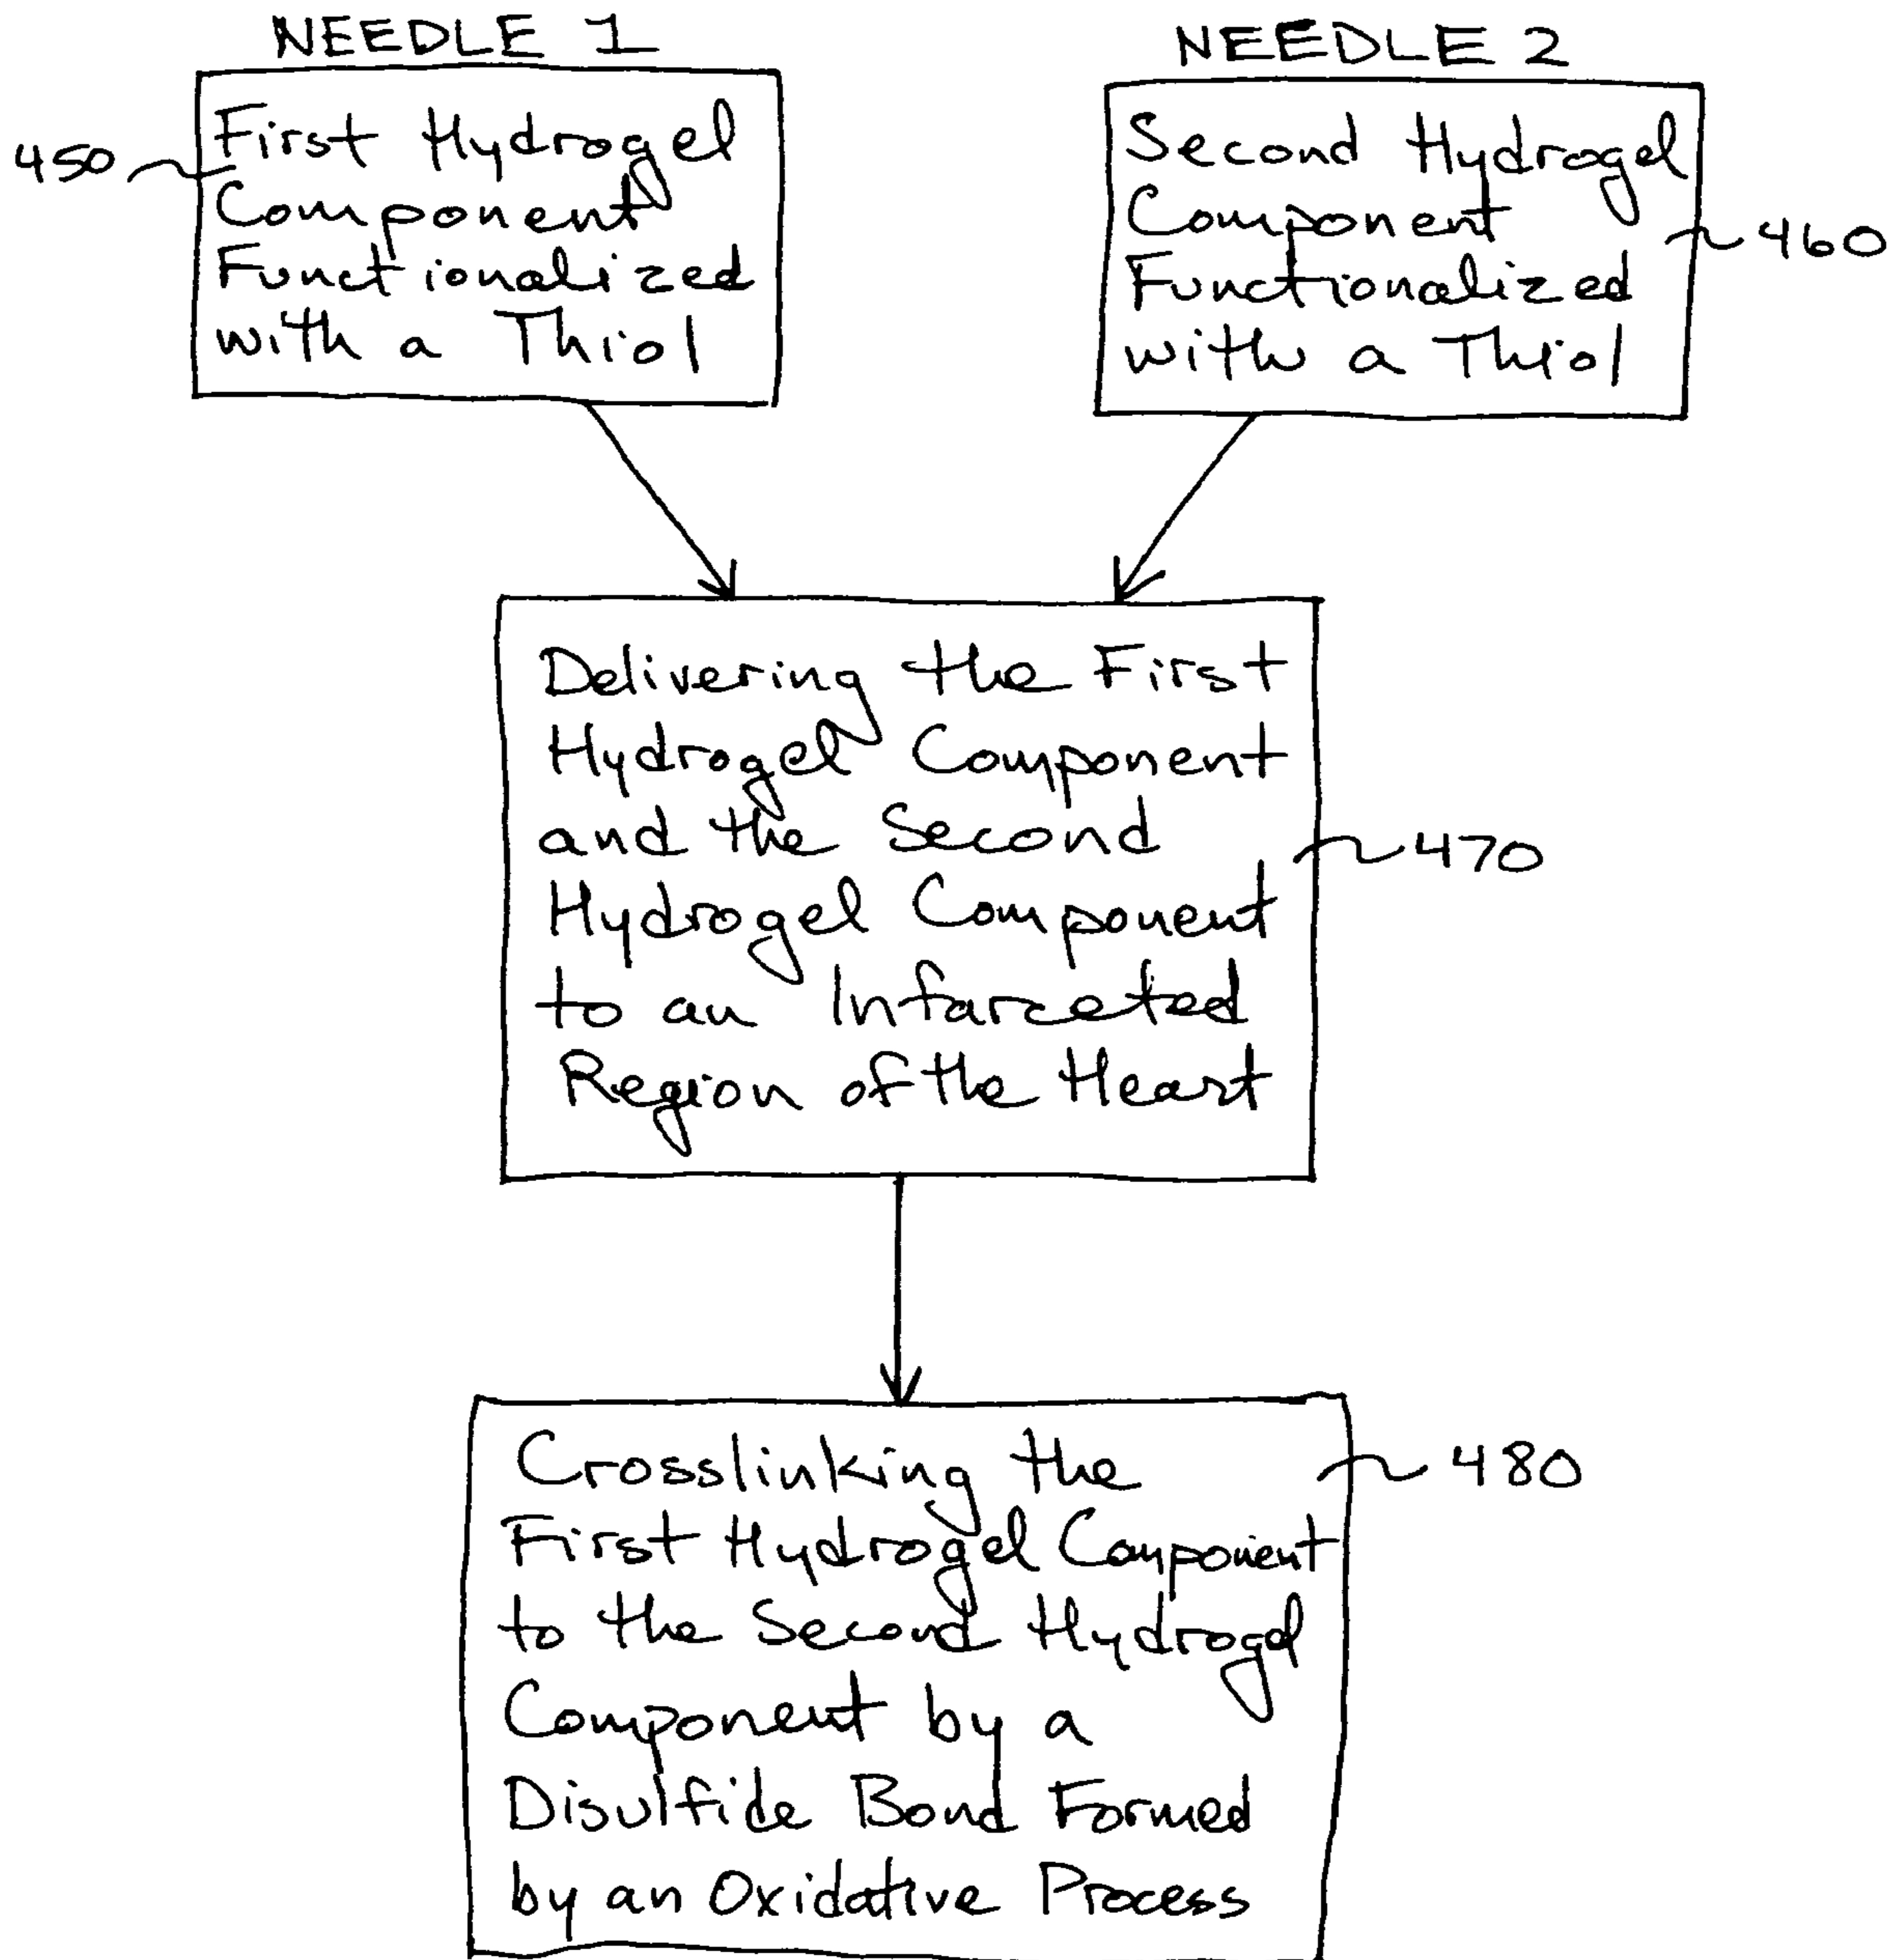 NEEDLE 1
450
First Hydrogel
Component
Functionalized
with a Thiol
NEEDLE 2
Second Hydrogel
Component
Functionalized
with a Thiol
460
Delivering the First
Hydrogel Component
and the Second
Hydrogel Component
to an Infarceted
Region of the Heart
470
Crosslinking the
First Hydrogel Component
to the Second Hydrogel
Component by a
Disulfide Bond Formed
by an Oxidative Process
480